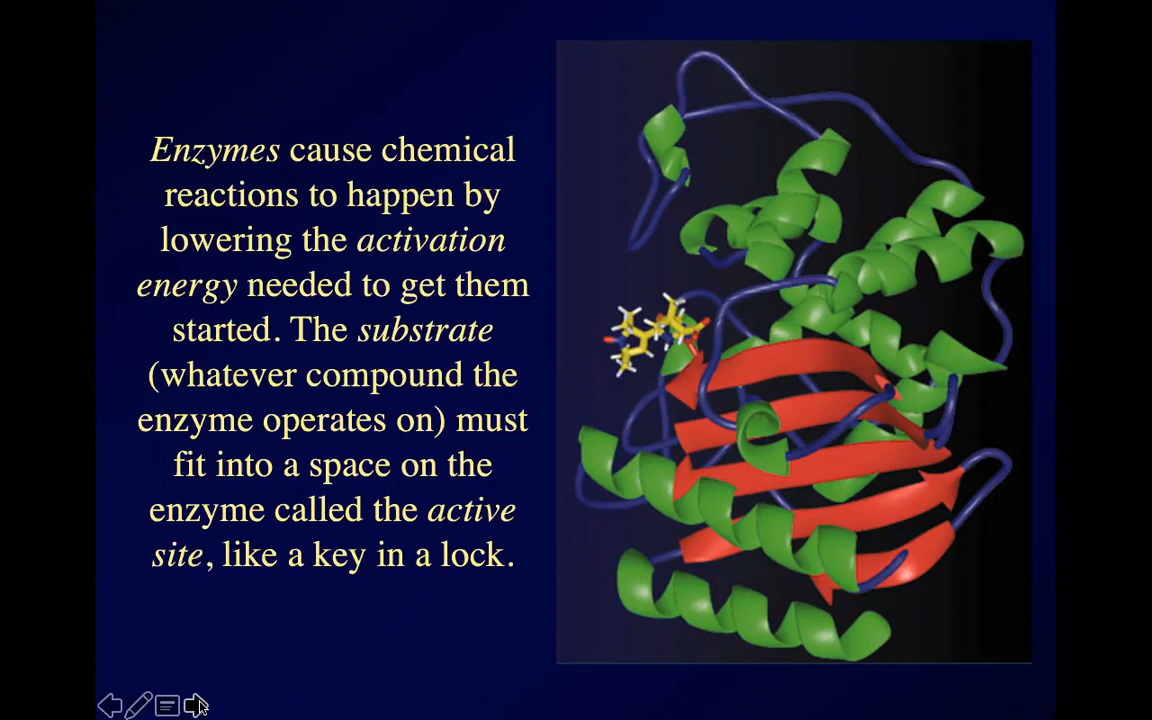 Enzymes cause chemical
reactions to happen by
lowering the activation
energy needed to get them
started. The substrate
(whatever compound the
enzyme operates on) must
fit into a space on the
enzyme called the active
site, like a key in a lock.